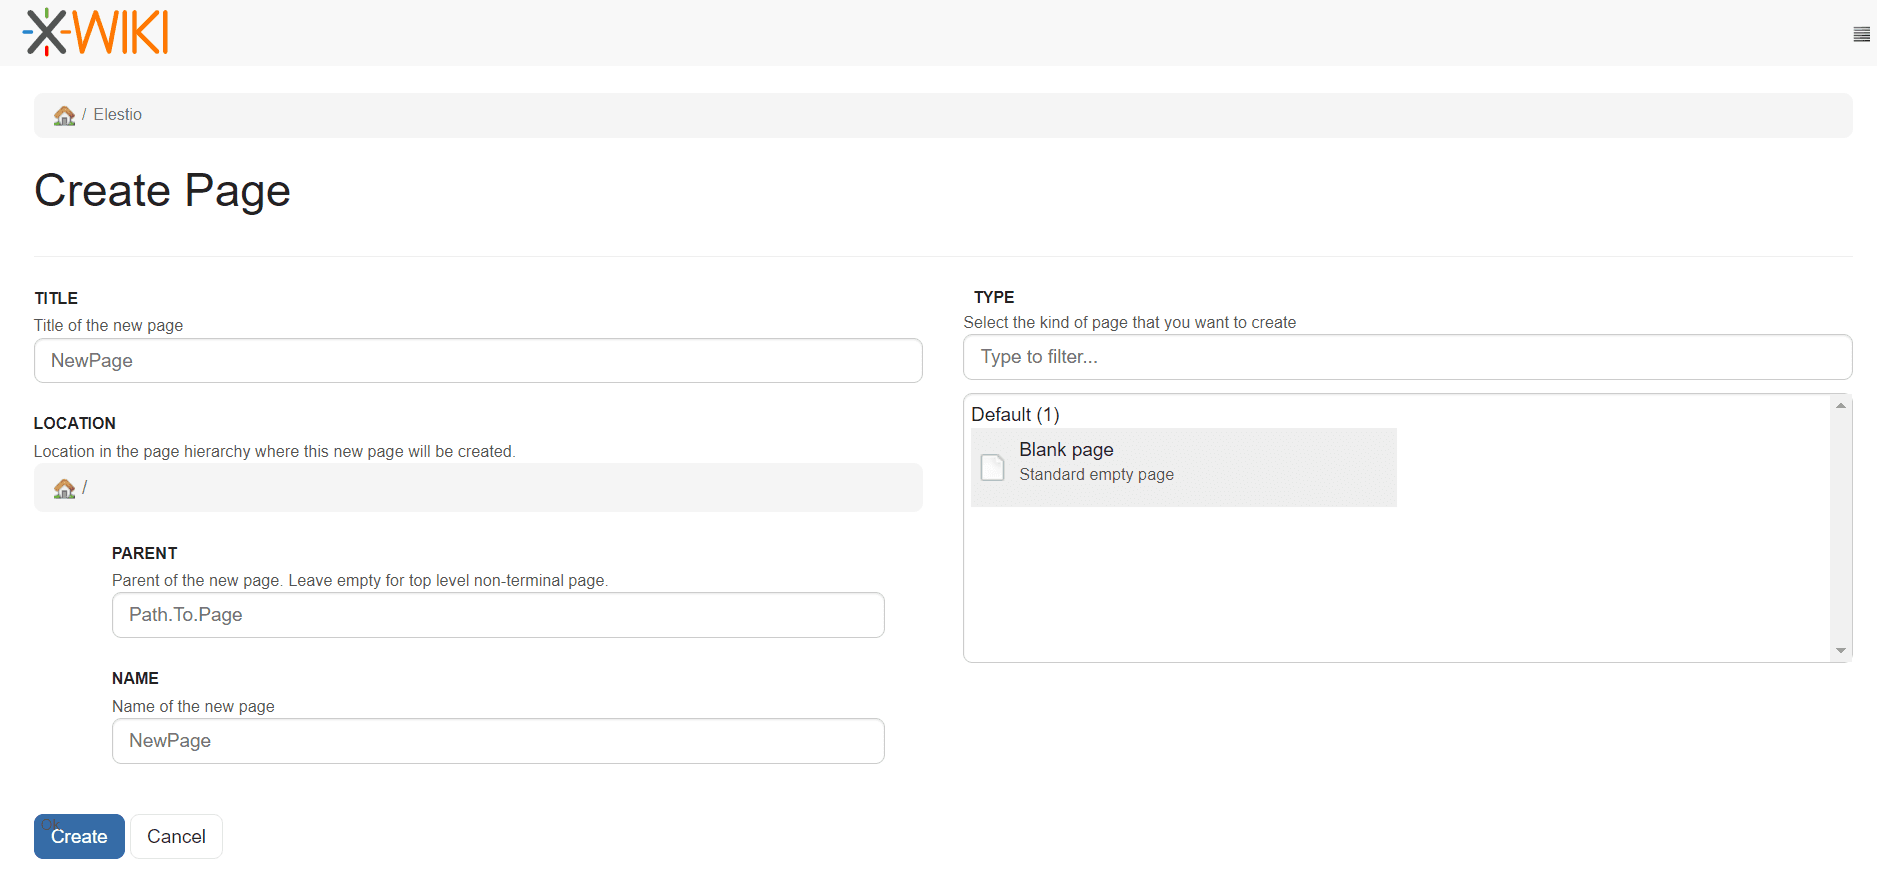 XWIKI
/ Elestio
Create Page
TITLE
Title of the new page
NewPage
LOCATION
Location in the page hierarchy where this new page will be created.
/
PARENT
Parent of the new page. Leave empty for top level non-terminal page.
Path.To.Page
NAME
Name of the new page
NewPage
TYPE
Select the kind of page that you want to create
Type to filter...
Default (1)
Blank page
Standard empty page
Ok
Create
Cancel